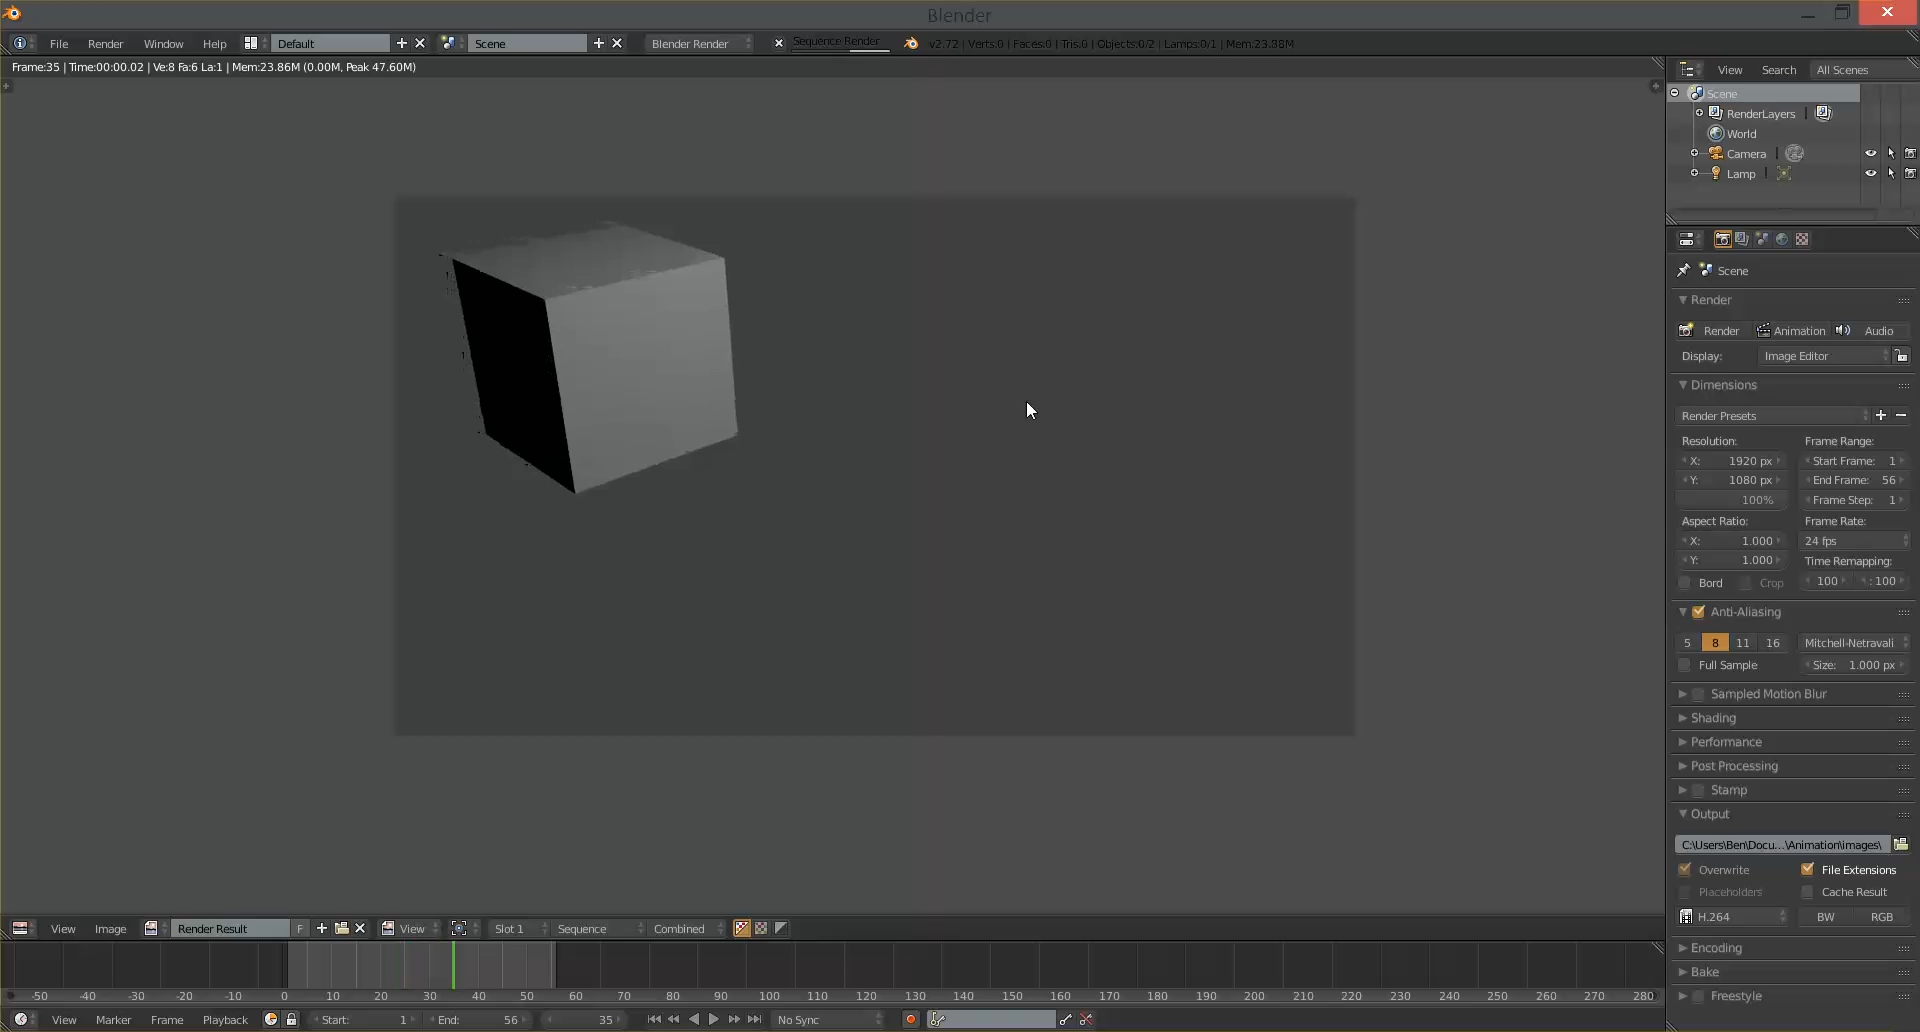 Blender
File Render Window Help Default Scene Blender Render Sequence Render v2.72 | Verts:0 | Faces:0 | Tris:0 | Objects:0/2 | Lamps:0/1 | Mem:23.88M
Frame:35 | Time:00:00.02 | Ve:8 Fa:6 La:1 | Mem:23.86M (0.00M, Peak 47.60M)
View Search All Scenes
Scene
RenderLayers
World
Camera
Lamp
Scene
Render
Render Animation Audio
Display: Image Editor
Dimensions
Render Presets
Resolution: Frame Range:
X: 1920 px Start Frame: 1
Y: 1080 px End Frame: 56
100% Frame Step: 1
Aspect Ratio: Frame Rate:
X: 1.000 24 fps
Y: 1.000 Time Remapping:
Bord Crop 100 : 100
Anti-Aliasing
5 8 11 16 Mitchell-Netravali
Full Sample Size: 1.000 px
Sampled Motion Blur
Shading
Performance
Post Processing
Stamp
Output
C:\Users\Ben\Docu...\Animation\images\
Overwrite File Extensions
Placeholders Cache Result
H.264 BW RGB
Encoding
Bake
Freestyle
View Image Render Result F View Slot 1 Sequence Combined
-50 -40 -30 -20 -10 0 10 20 30 40 50 60 70 80 90 100 110 120 130 140 150 160 170 180 190 200 210 220 230 240 250 260 270 280
View Marker Frame Playback Start: 1 End: 56 35 No Sync